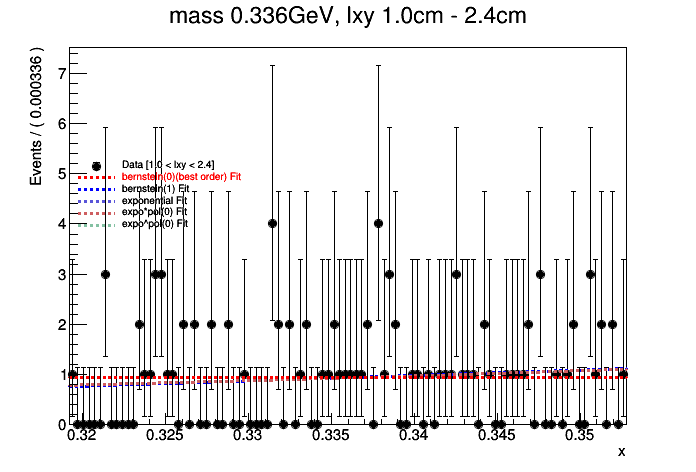 mass 0.336GeV, lxy 1.0cm - 2.4cm
Events / ( 0.000336 )
7
6
5
4
3
2
1
0
Data [1.0 < lxy < 2.4]
bernstein(0)(best order) Fit
bernstein(1) Fit
exponential Fit
expo*pol(0) Fit
expo^pol(0) Fit
0.32 0.325 0.33 0.335 0.34 0.345 0.35
x